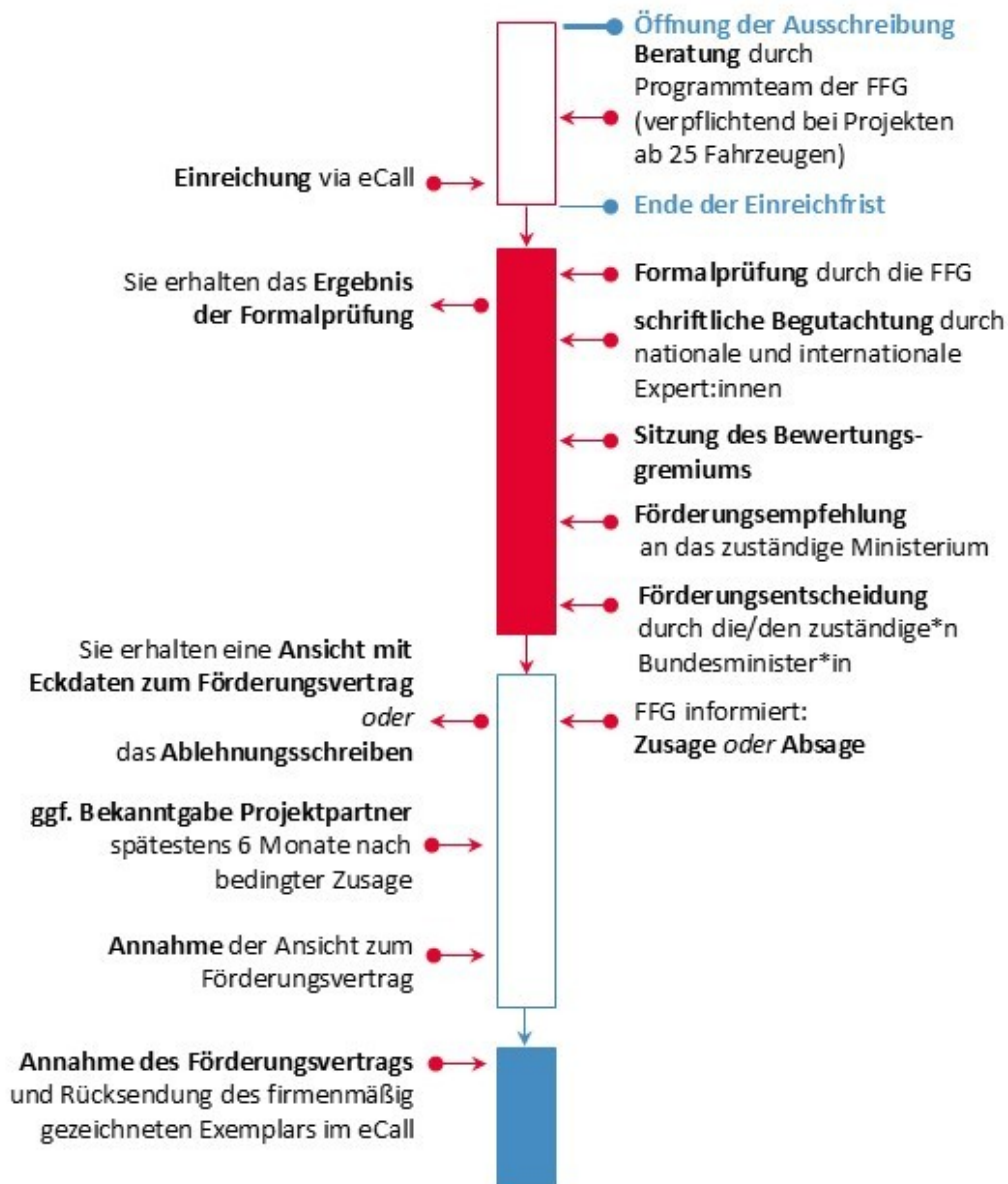 Öffnung der Ausschreibung
Beratung durch
Programmteam der FFG
(verpflichtend bei Projekten
ab 25 Fahrzeugen)
Einreichung via eCall
Ende der Einreichfrist
Formalprüfung durch die FFG
Sie erhalten das Ergebnis
der Formalprüfung
schriftliche Begutachtung durch
nationale und internationale
Expert:innen
Sitzung des Bewertungs-
gremiums
Förderungsempfehlung
an das zuständige Ministerium
Förderungsentscheidung
durch die/den zuständige*n
Bundesminister*in
Sie erhalten eine Ansicht mit
Eckdaten zum Förderungsvertrag
oder
das Ablehnungsschreiben
FFG informiert:
Zusage oder Absage
ggf. Bekanntgabe Projektpartner
spätestens 6 Monate nach
bedingter Zusage
Annahme der Ansicht zum
Förderungsvertrag
Annahme des Förderungsvertrags
und Rücksendung des firmenmäßig
gezeichneten Exemplars im eCall